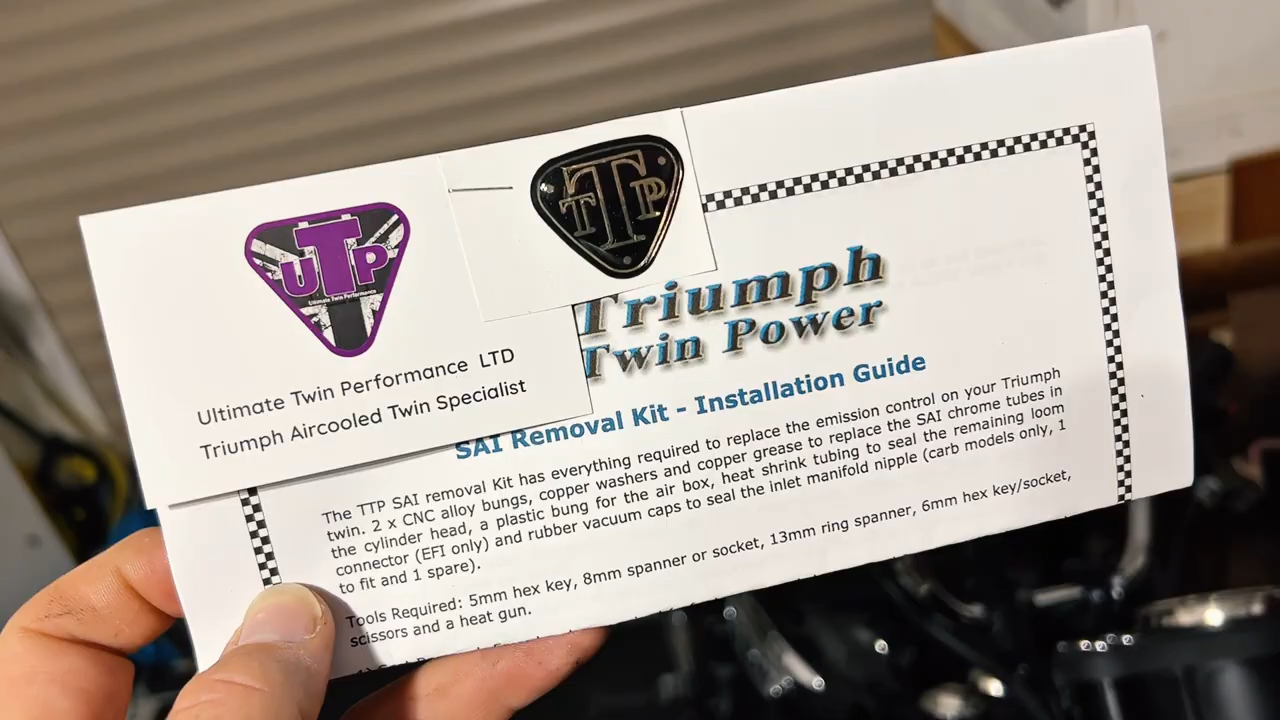 UTP
Ultimate Twin Performance
Ultimate Twin Performance LTD
Triumph Aircooled Twin Specialist
TTP
Triumph
Twin Power
SAI Removal Kit - Installation Guide
The TTP SAI removal Kit has everything required to replace the emission control on your Triumph
twin. 2 x CNC alloy bungs, copper washers and copper grease to replace the SAI chrome tubes in
the cylinder head, a plastic bung for the air box, heat shrink tubing to seal the remaining loom
connector (EFI only) and rubber vacuum caps to seal the inlet manifold nipple (carb models only, 1
to fit and 1 spare).
Tools Required: 5mm hex key, 8mm spanner or socket, 13mm ring spanner, 6mm hex key/socket,
scissors and a heat gun.